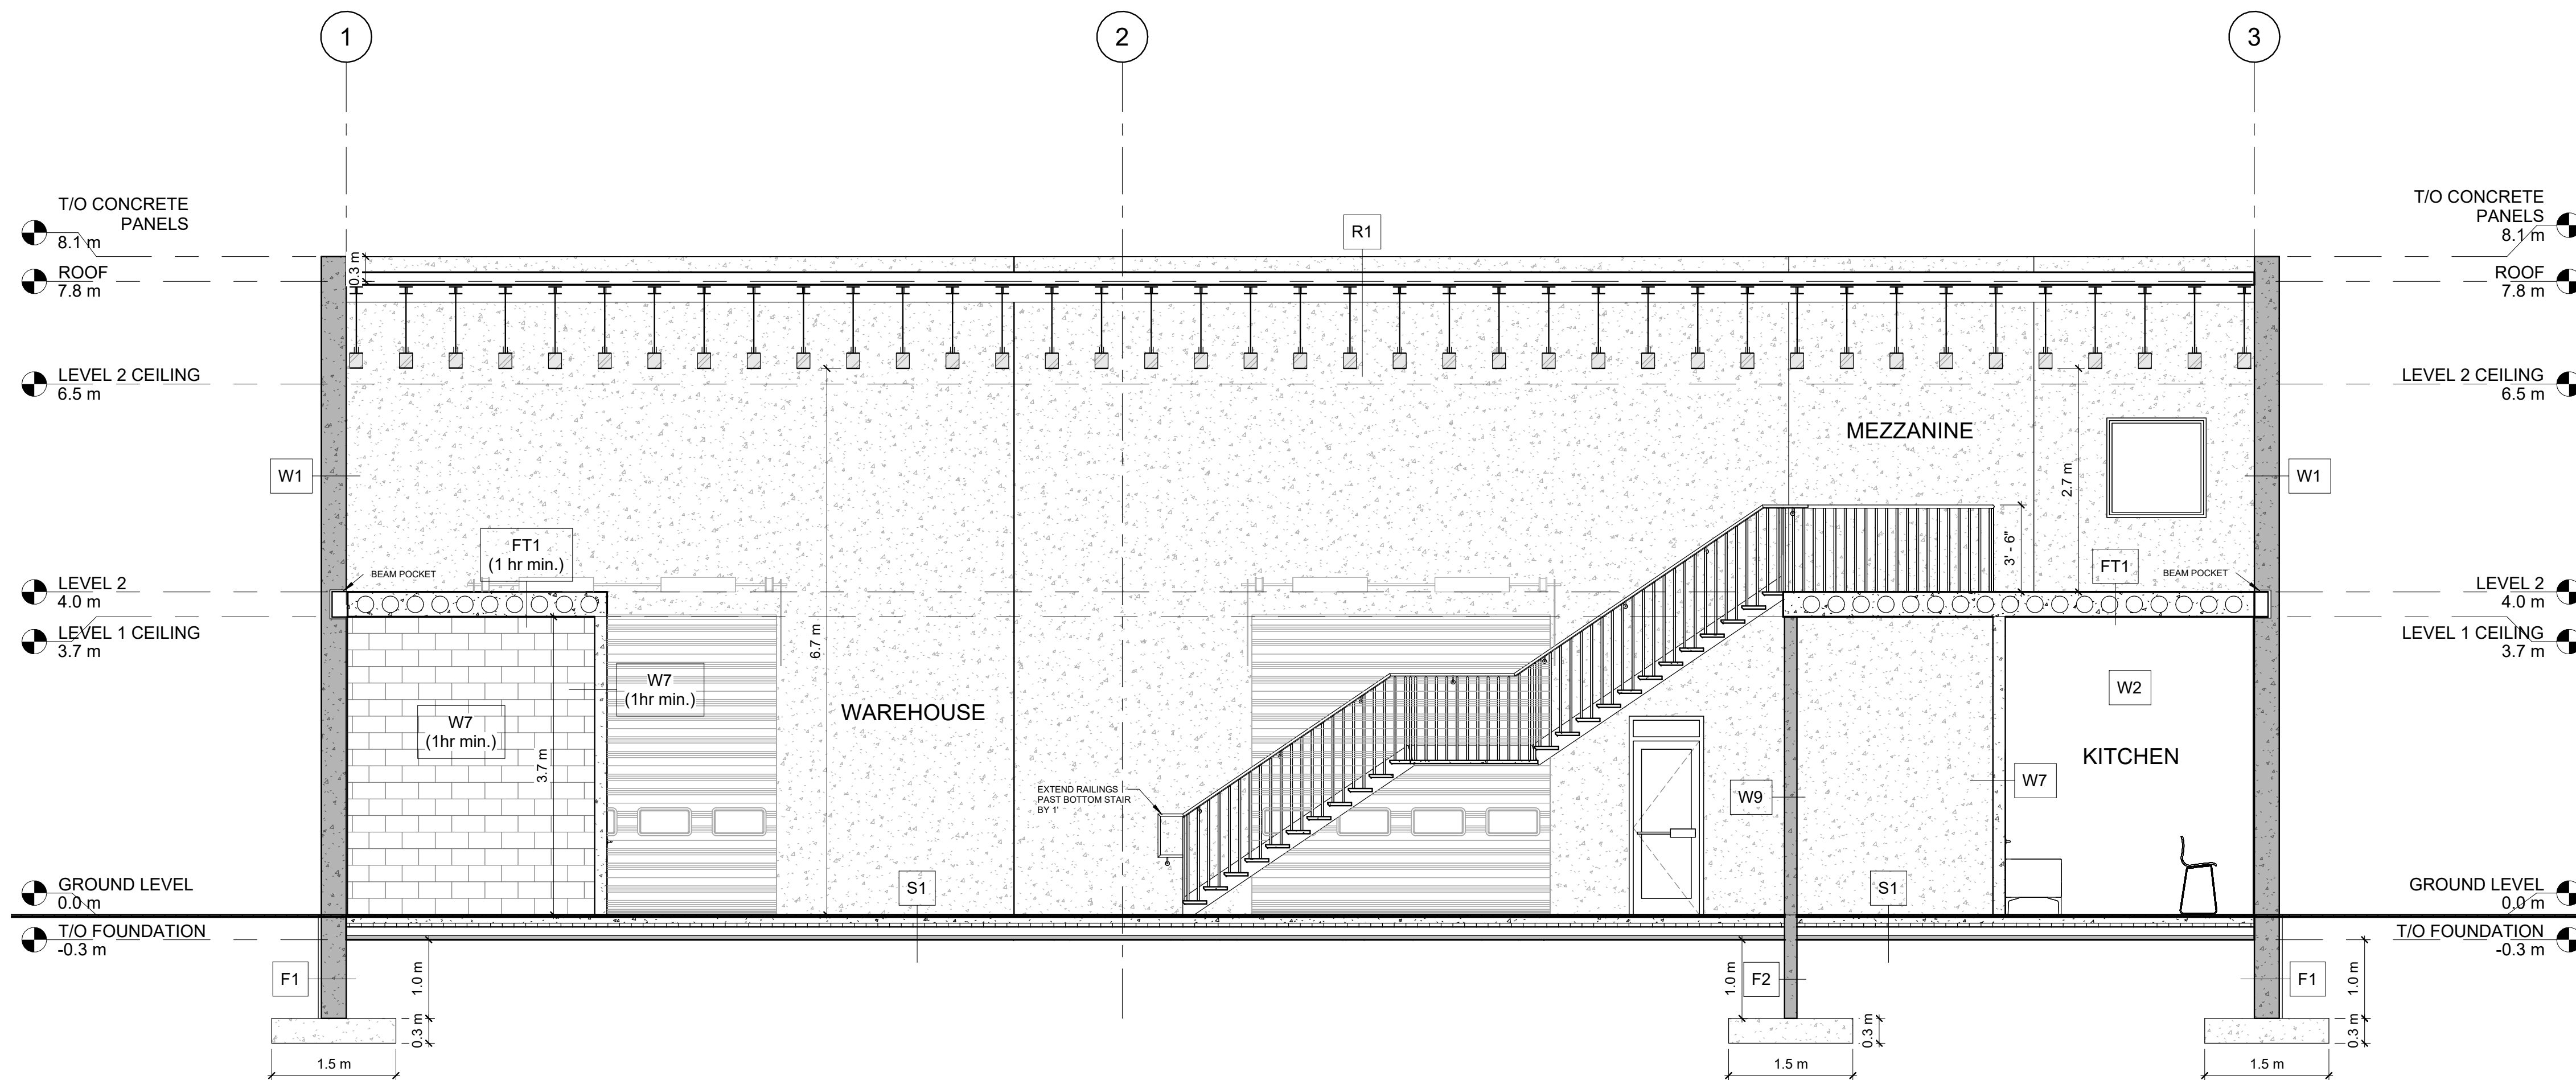 1
2
3
T/O CONCRETE
PANELS
8.1 m
ROOF
7.8 m
LEVEL 2 CEILING
6.5 m
LEVEL 2
4.0 m
LEVEL 1 CEILING
3.7 m
GROUND LEVEL
0.0 m
T/O FOUNDATION
-0.3 m
0.3 m
R1
W1
FT1
(1 hr min.)
BEAM POCKET
W7
(1hr min.)
W7
(1hr min.)
3.7 m
6.7 m
WAREHOUSE
EXTEND RAILINGS
PAST BOTTOM STAIR
BY 1'
S1
MEZZANINE
2.7 m
3' - 6"
FT1
BEAM POCKET
W1
W2
KITCHEN
W7
W9
S1
F1
1.0 m
0.3 m
1.5 m
F2
1.0 m
0.3 m
1.5 m
F1
1.0 m
0.3 m
1.5 m
T/O CONCRETE
PANELS
8.1 m
ROOF
7.8 m
LEVEL 2 CEILING
6.5 m
LEVEL 2
4.0 m
LEVEL 1 CEILING
3.7 m
GROUND LEVEL
0.0 m
T/O FOUNDATION
-0.3 m